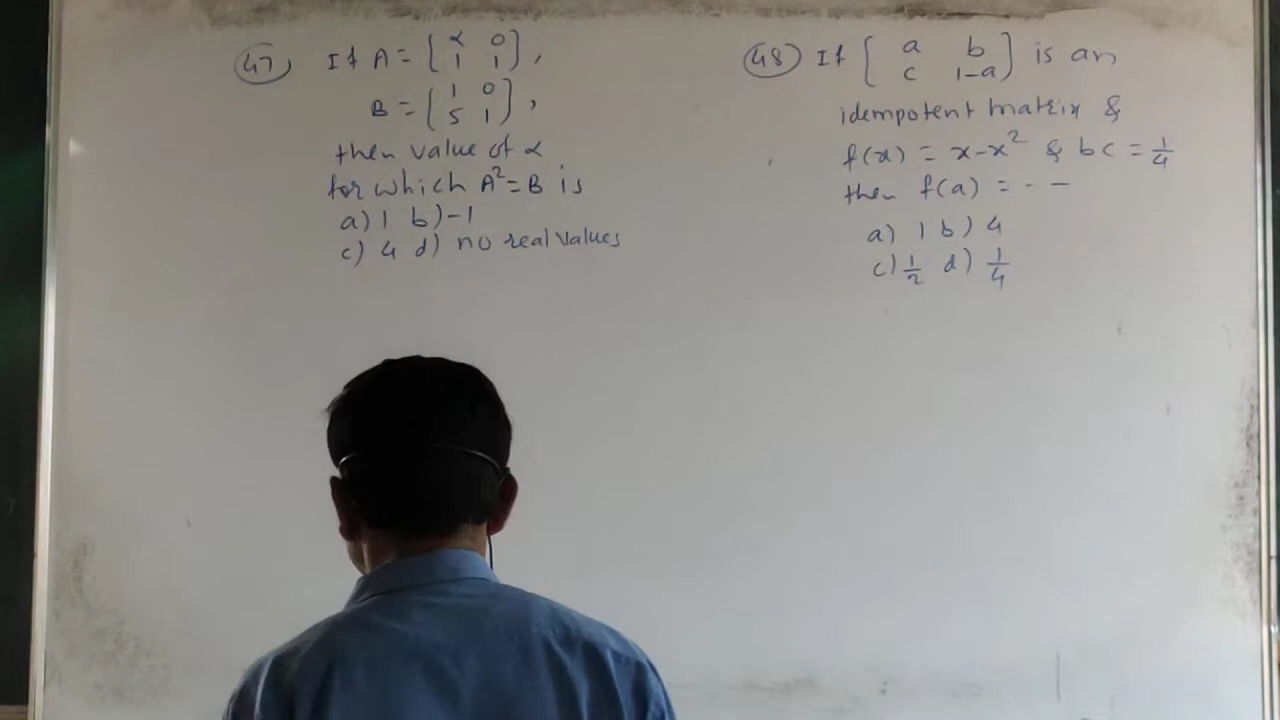 47 If A = [ α 0
1 1 ],
B = [ 1 0
5 1 ],
then value of α
for which A² = B is
a) 1 b) -1
c) 4 d) no real values
48 If [ a b
c 1-a ] is an
idempotent matrix &
f(x) = x-x² & bc = 1/4
then f(a) = - -
a) 1 b) 4
c) 1/2 d) 1/4